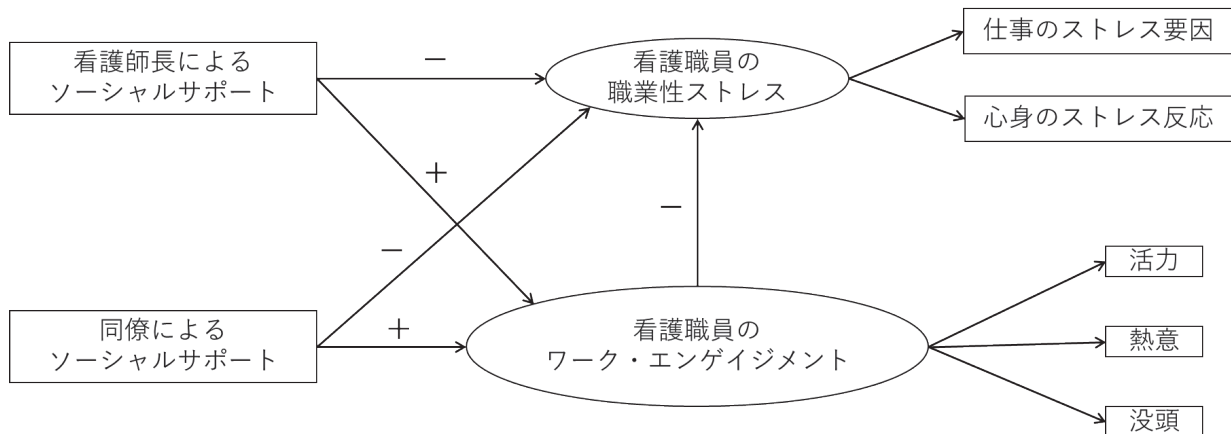 看護師長による
ソーシャルサポート
−
看護職員の
職業性ストレス
仕事のストレス要因
心身のストレス反応
+
−
−
同僚による
ソーシャルサポート
+
看護職員の
ワーク・エンゲイジメント
活力
熱意
没頭